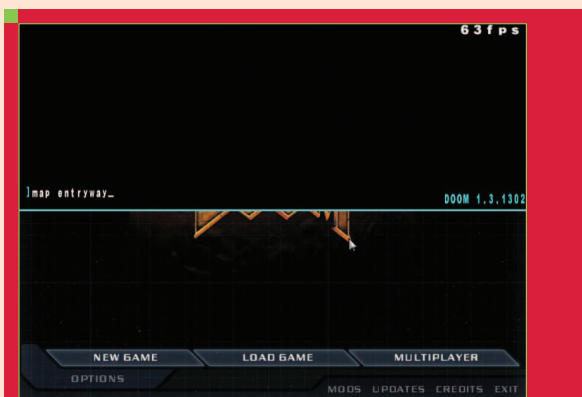 63fps
]map entryway_
DOOM 1.3.1302
NEW GAME LOAD GAME MULTIPLAYER
OPTIONS
MODS UPDATES CREDITS EXIT